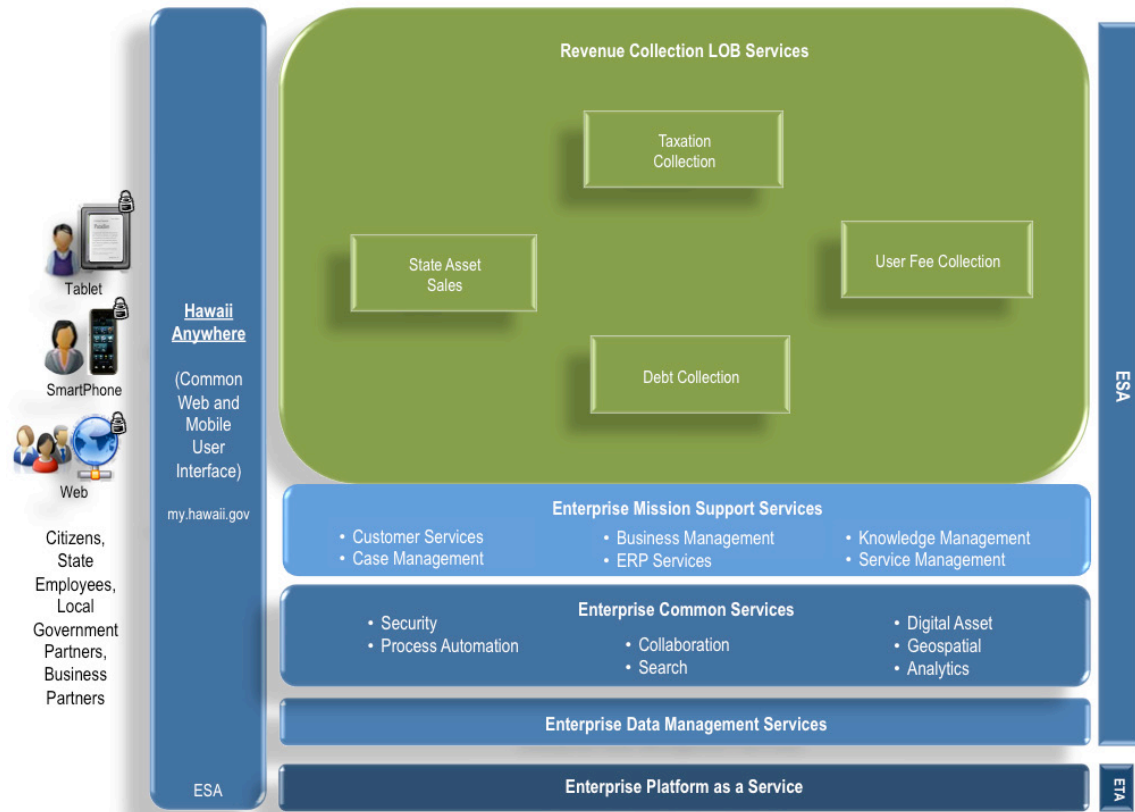 Tablet
SmartPhone
Web
Citizens,
State
Employees,
Local
Government
Partners,
Business
Partners
Hawaii
Anywhere
(Common
Web and
Mobile
User
Interface)
my.hawaii.gov
ESA
Revenue Collection LOB Services
Taxation
Collection
State Asset
Sales
User Fee Collection
Debt Collection
Enterprise Mission Support Services
• Customer Services
• Case Management
• Business Management
• ERP Services
• Knowledge Management
• Service Management
Enterprise Common Services
• Security
• Process Automation
• Collaboration
• Search
• Digital Asset
• Geospatial
• Analytics
Enterprise Data Management Services
Enterprise Platform as a Service
ESA
ETA